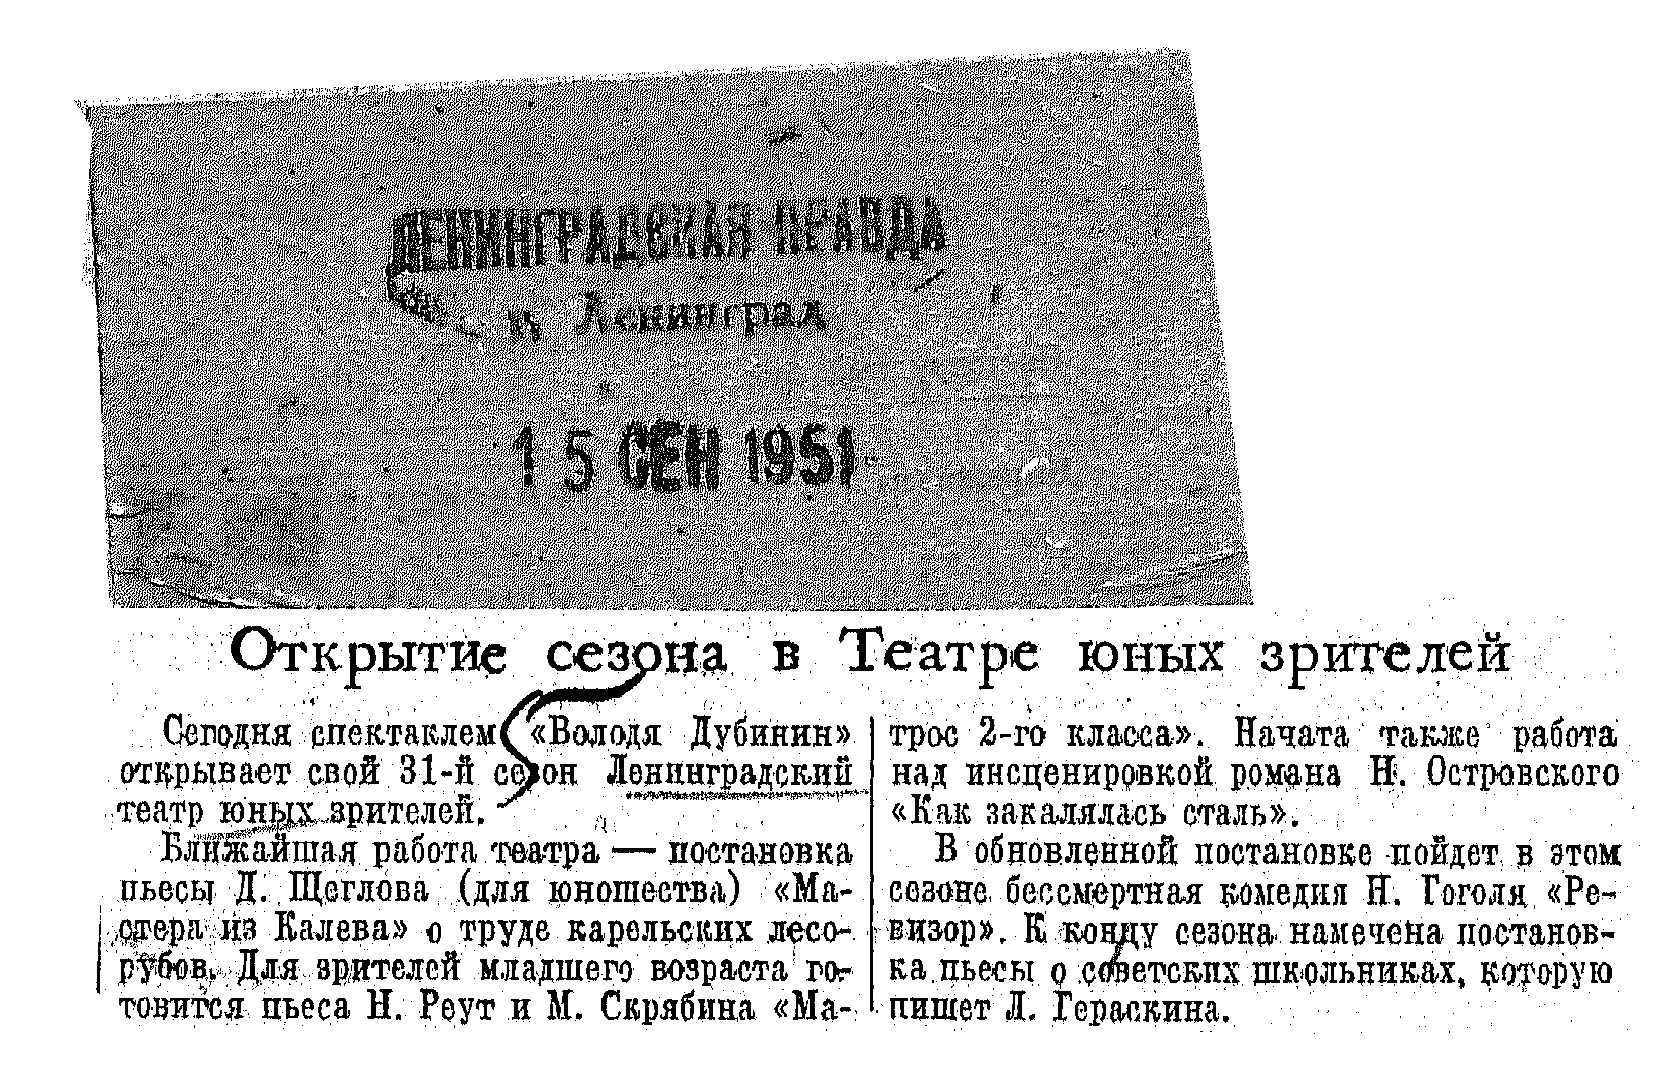 ЛЕНИНГРАДСКАЯ ПРАВДА
г. Ленинград
15 СЕН 1951
Открытие сезона в Театре юных зрителей
Сегодня спектаклем «Володя Дубинин»
открывает свой 31-й сезон Ленинградский
театр юных зрителей.
Ближайшая работа театра — постановка
пьесы Д. Щеглова (для юношества) «Ма-
стера из Калева» о труде карельских лесо-
рубов. Для зрителей младшего возраста го-
товится пьеса Н. Реут и М. Скрябина «Ма-
трос 2-го класса». Начата также работа
над инсценировкой романа Н. Островского
«Как закалялась сталь».
В обновленной постановке пойдет в этом
сезоне бессмертная комедия Н. Гоголя «Ре-
визор». К концу сезона намечена постанов-
ка пьесы о советских школьниках, которую
пишет Л. Гераскина.